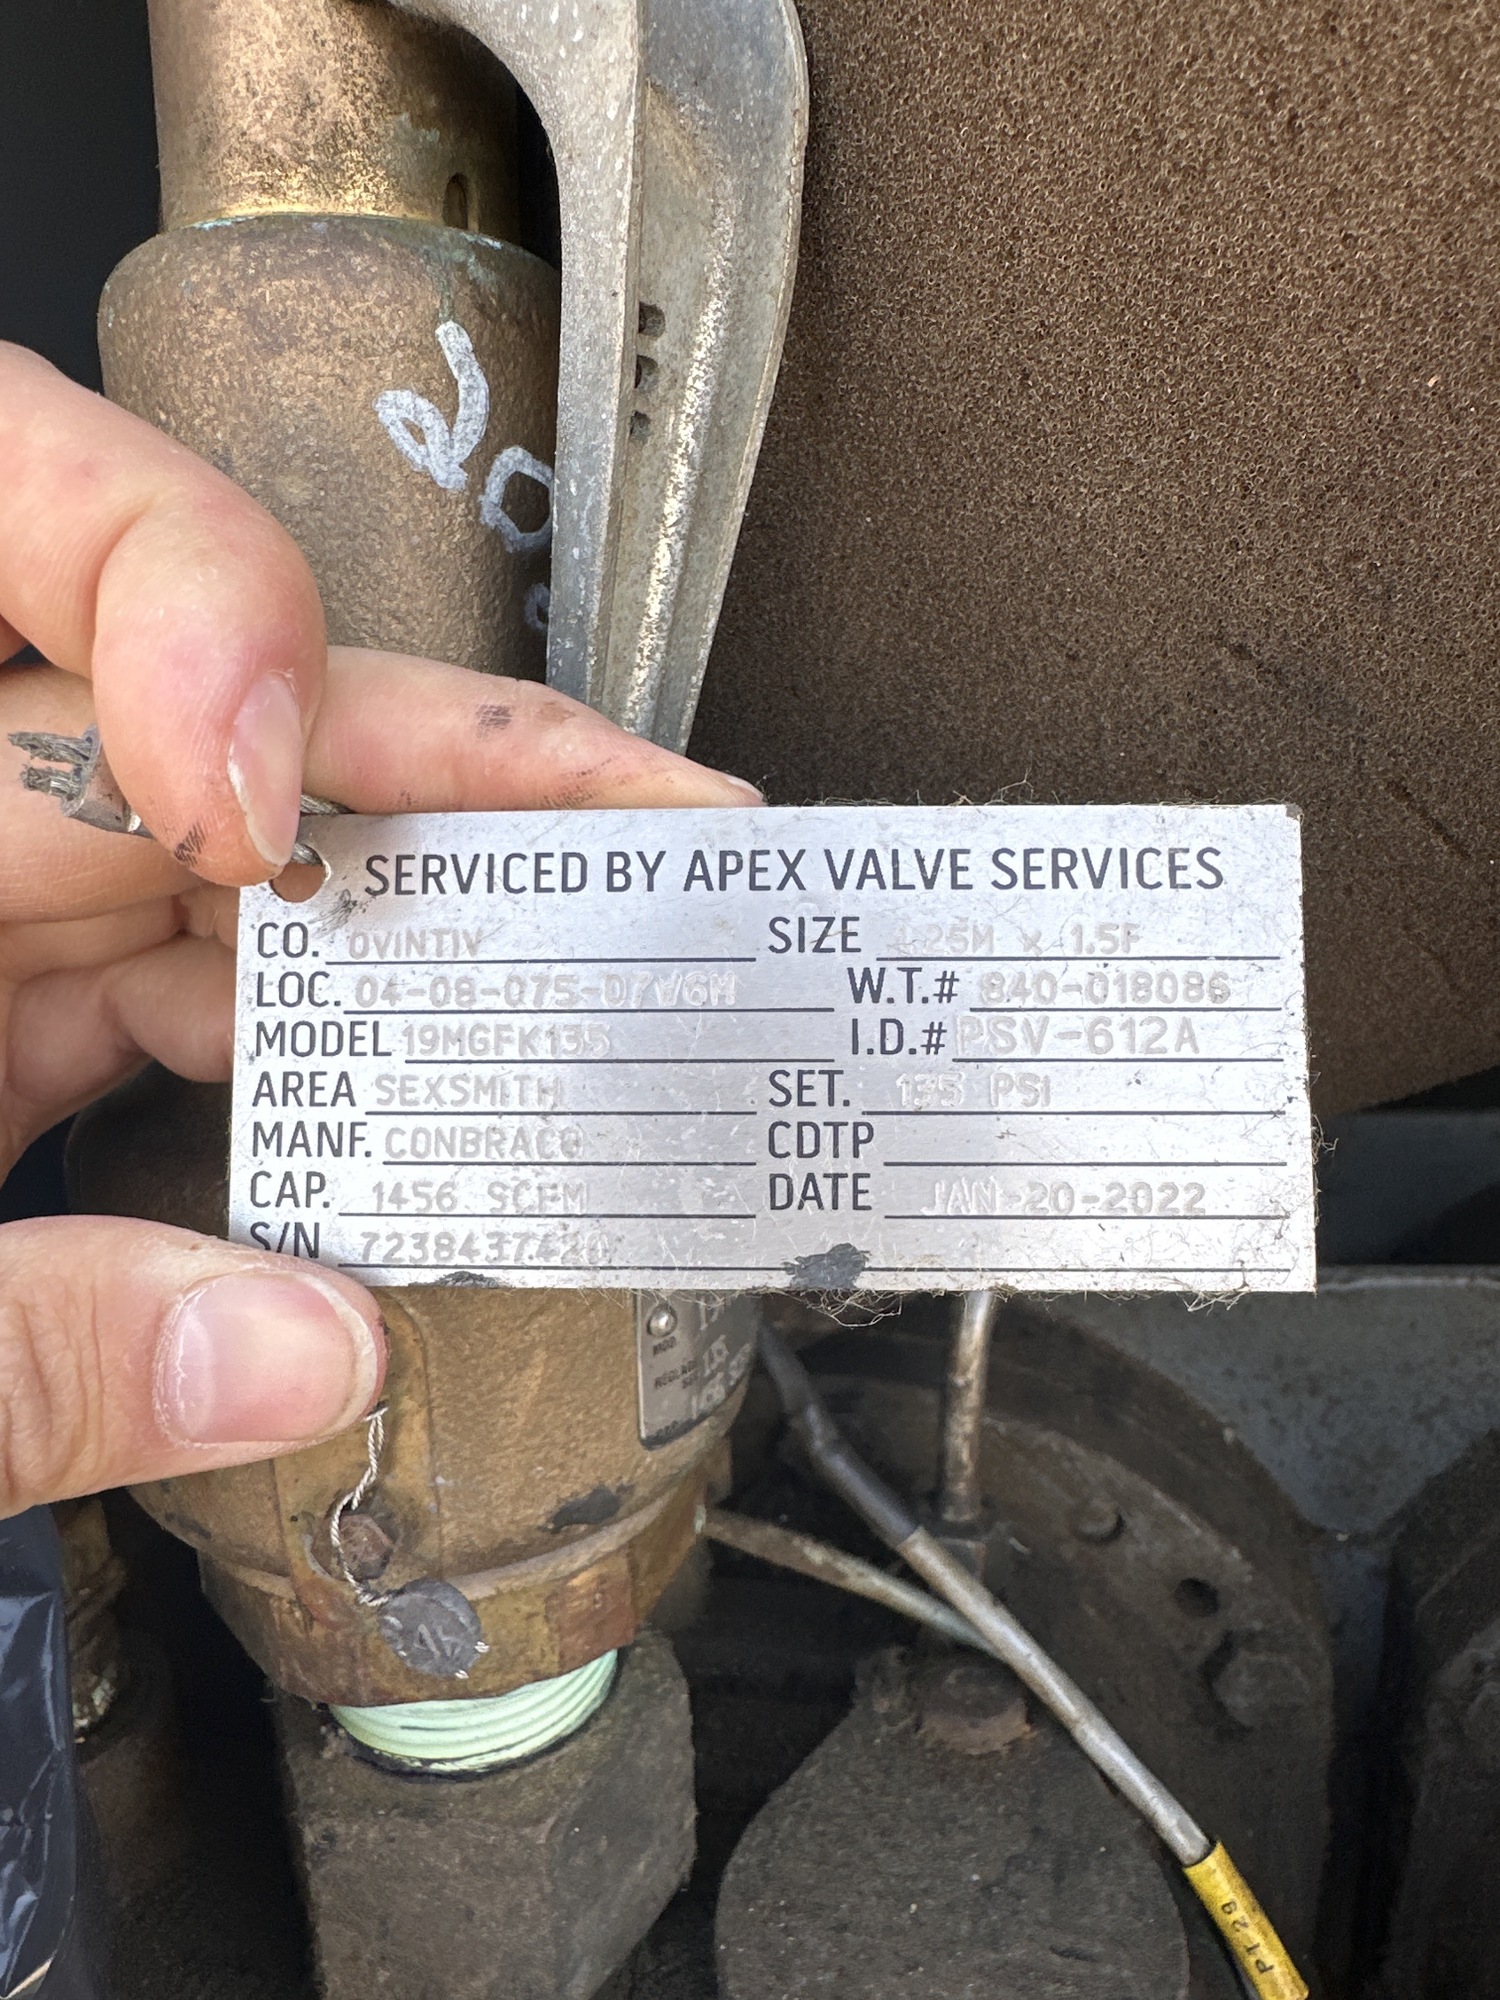 SERVICED BY APEX VALVE SERVICES
CO. OVINTIV SIZE 1.25M x 1.5F
LOC. 04-08-075-07W6M W.T.# 840-018086
MODEL 19MGFK135 I.D.# PSV-612A
AREA SEXSMITH SET. 135 PSI
MANF. CONBRACO CDTP
CAP. 1456 SCFM DATE JAN-20-2022
S/N
PT29